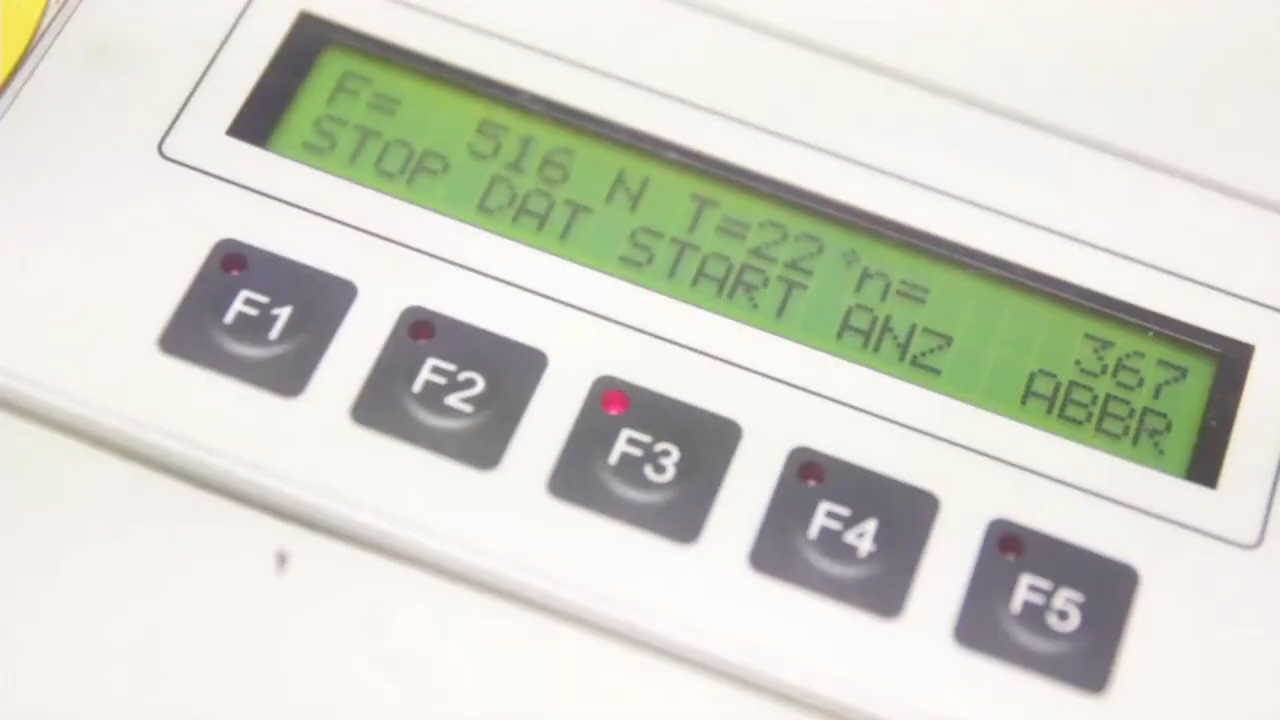 F= 516 N T=22° n= 367
STOP DAT START ANZ ABBR
F1
F2
F3
F4
F5